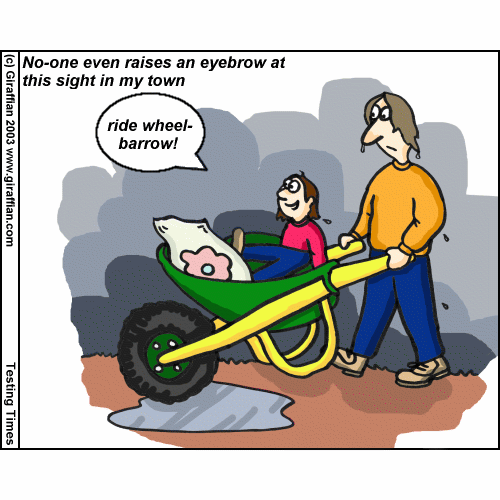 No-one even raises an eyebrow at
this sight in my town
ride wheel-
barrow!
(c) Giraffian 2003 www.giraffian.com
Testing Times